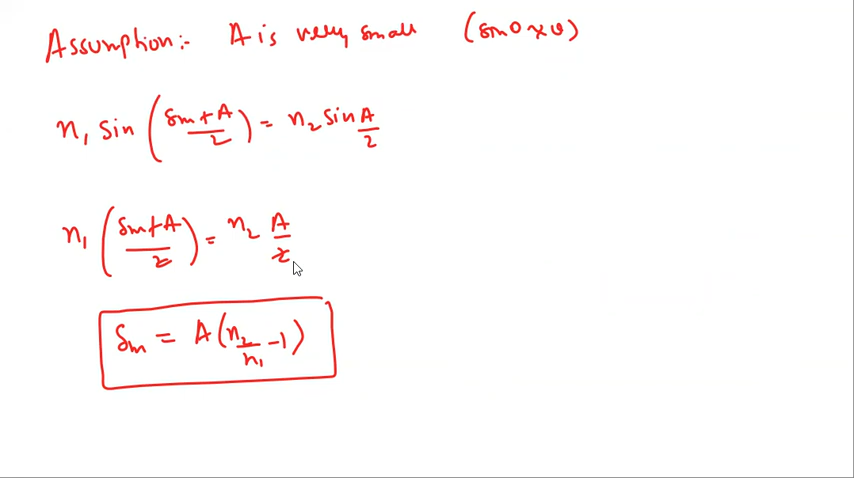 Assumption:- A is very small (sinθ ≈ θ)
n₁ sin (δm+A/2) = n₂ sin A/2
n₁ (δm+A/2) = n₂ A/2
δm = A(n₂/n₁ -1)